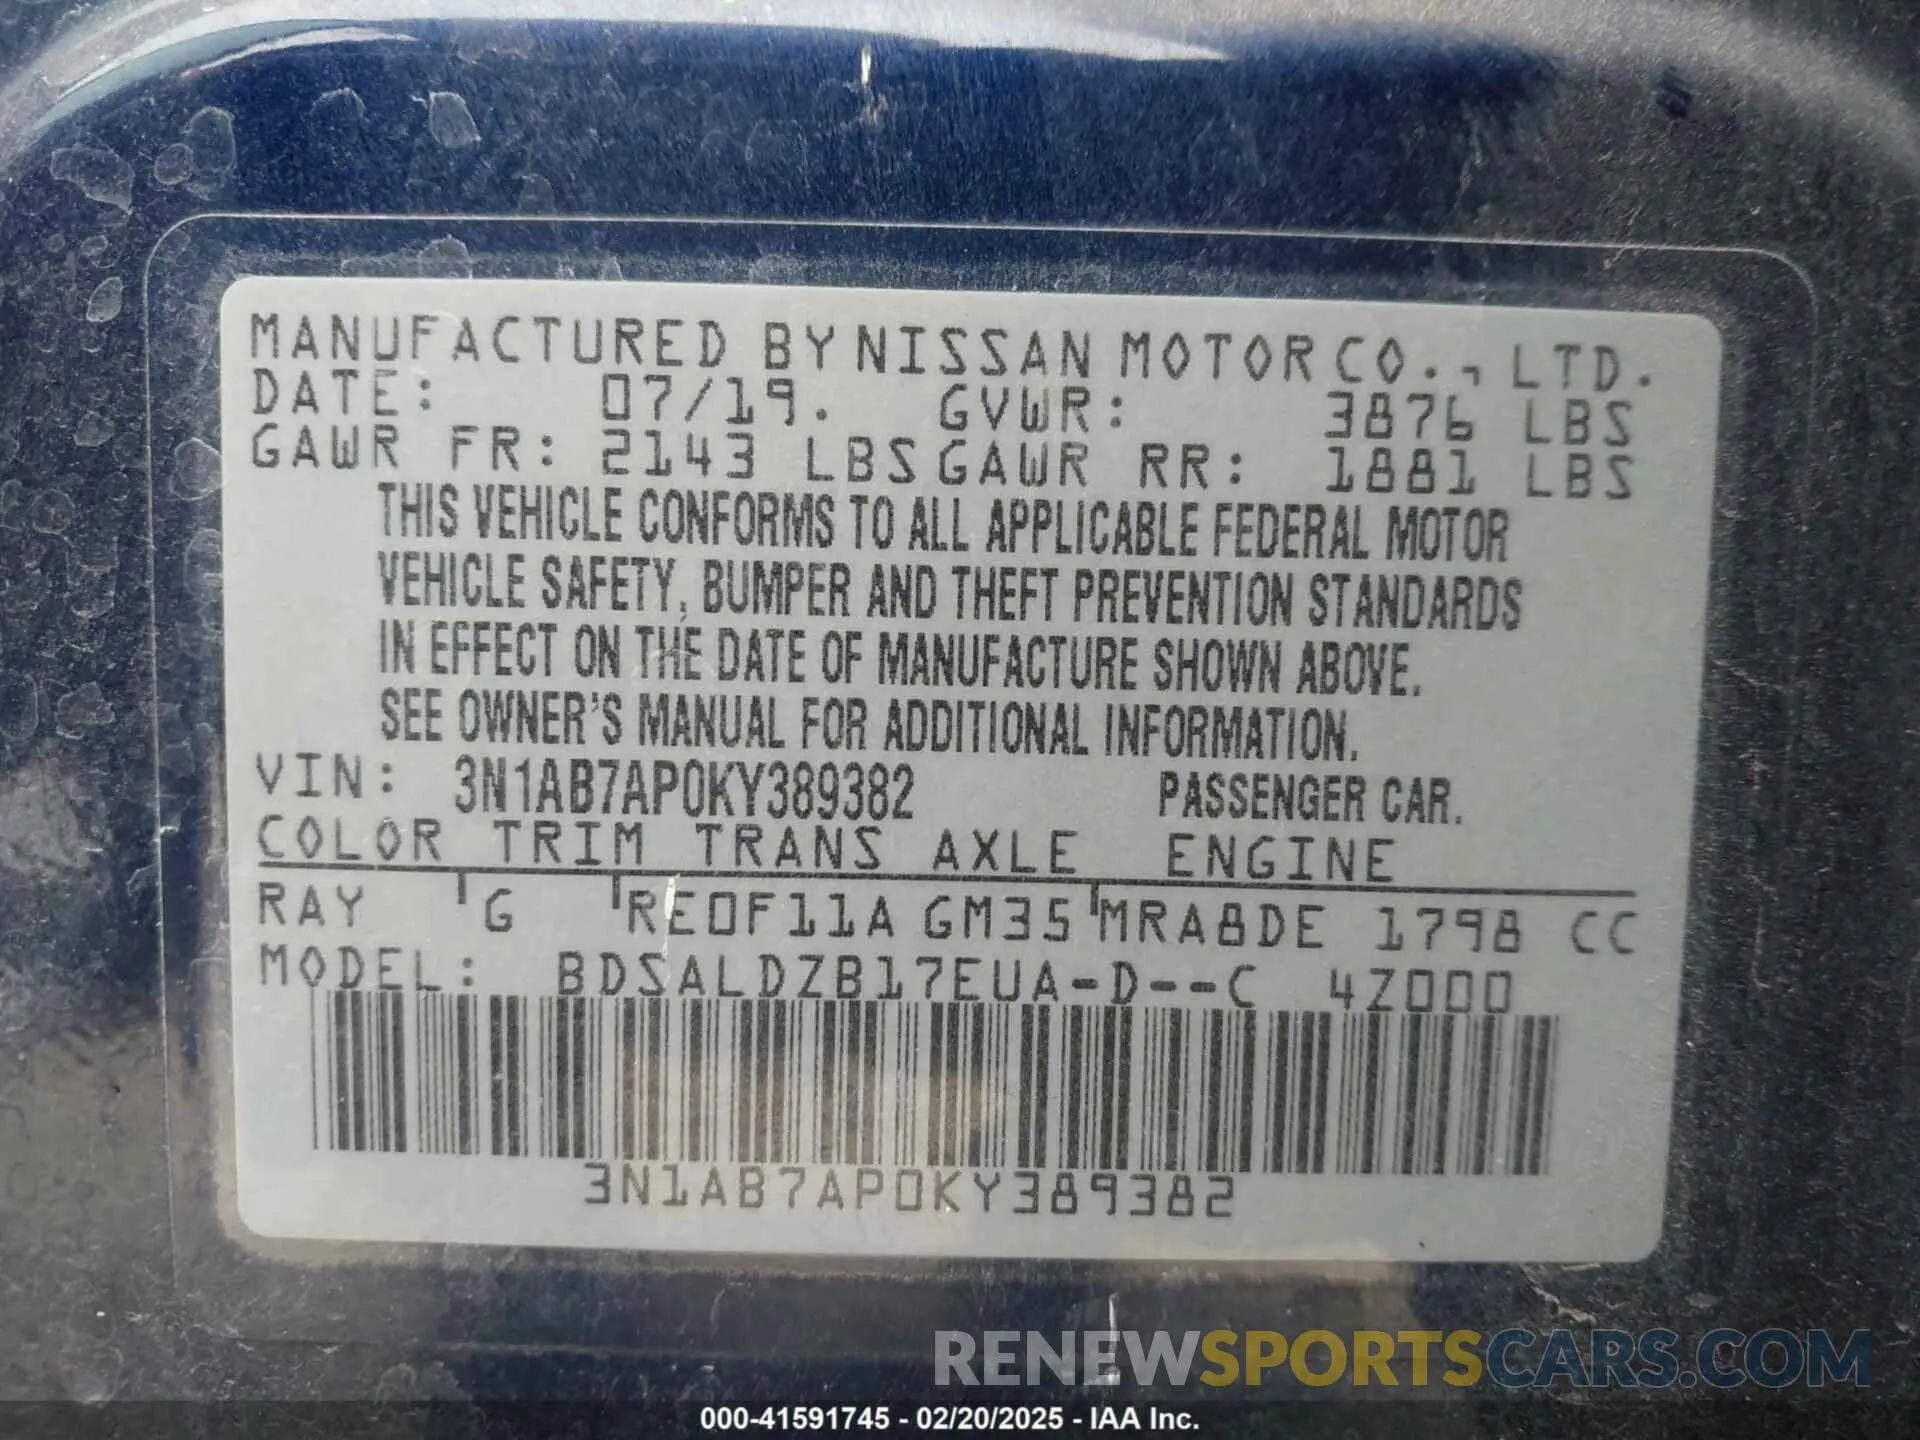 MANUFACTURED BY NISSAN MOTOR CO., LTD.
DATE: 07/19. GVWR: 3876 LBS
GAWR FR: 2143 LBS GAWR RR: 1881 LBS
THIS VEHICLE CONFORMS TO ALL APPLICABLE FEDERAL MOTOR
VEHICLE SAFETY, BUMPER AND THEFT PREVENTION STANDARDS
IN EFFECT ON THE DATE OF MANUFACTURE SHOWN ABOVE.
SEE OWNER'S MANUAL FOR ADDITIONAL INFORMATION.
VIN: 3N1AB7AP0KY389382 PASSENGER CAR.
COLOR TRIM TRANS AXLE ENGINE
RAY G RE0F11A GM35 MRA8DE 1798 CC
MODEL: BDSALDZB17EUA-D--C 4Z000
3N1AB7AP0KY389382
RENEWSPORTSCARS.COM
000-41591745 - 02/20/2025 - IAA Inc.